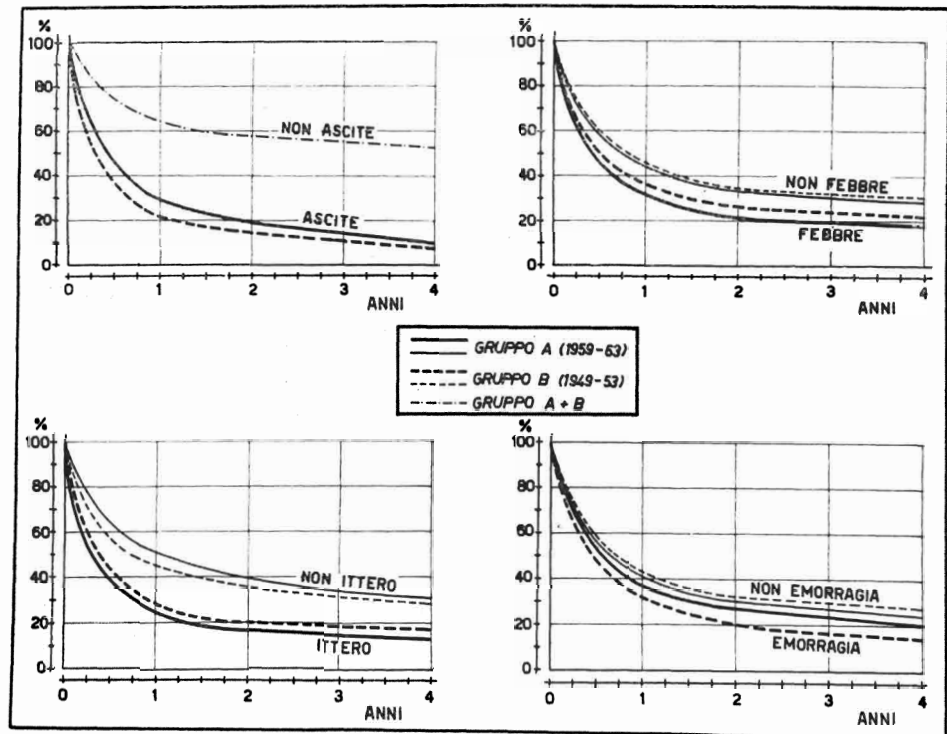 %
100
80
60
40
20
0
NON ASCITE
ASCITE
0 1 2 3 4
ANNI
%
100
80
60
40
20
0
NON FEBBRE
FEBBRE
0 1 2 3 4
ANNI
GRUPPO A (1959-63)
GRUPPO B (1949-53)
GRUPPO A + B
%
100
80
60
40
20
0
NON ITTERO
ITTERO
0 1 2 3 4
ANNI
%
100
80
60
40
20
0
NON EMORRAGIA
EMORRAGIA
0 1 2 3 4
ANNI